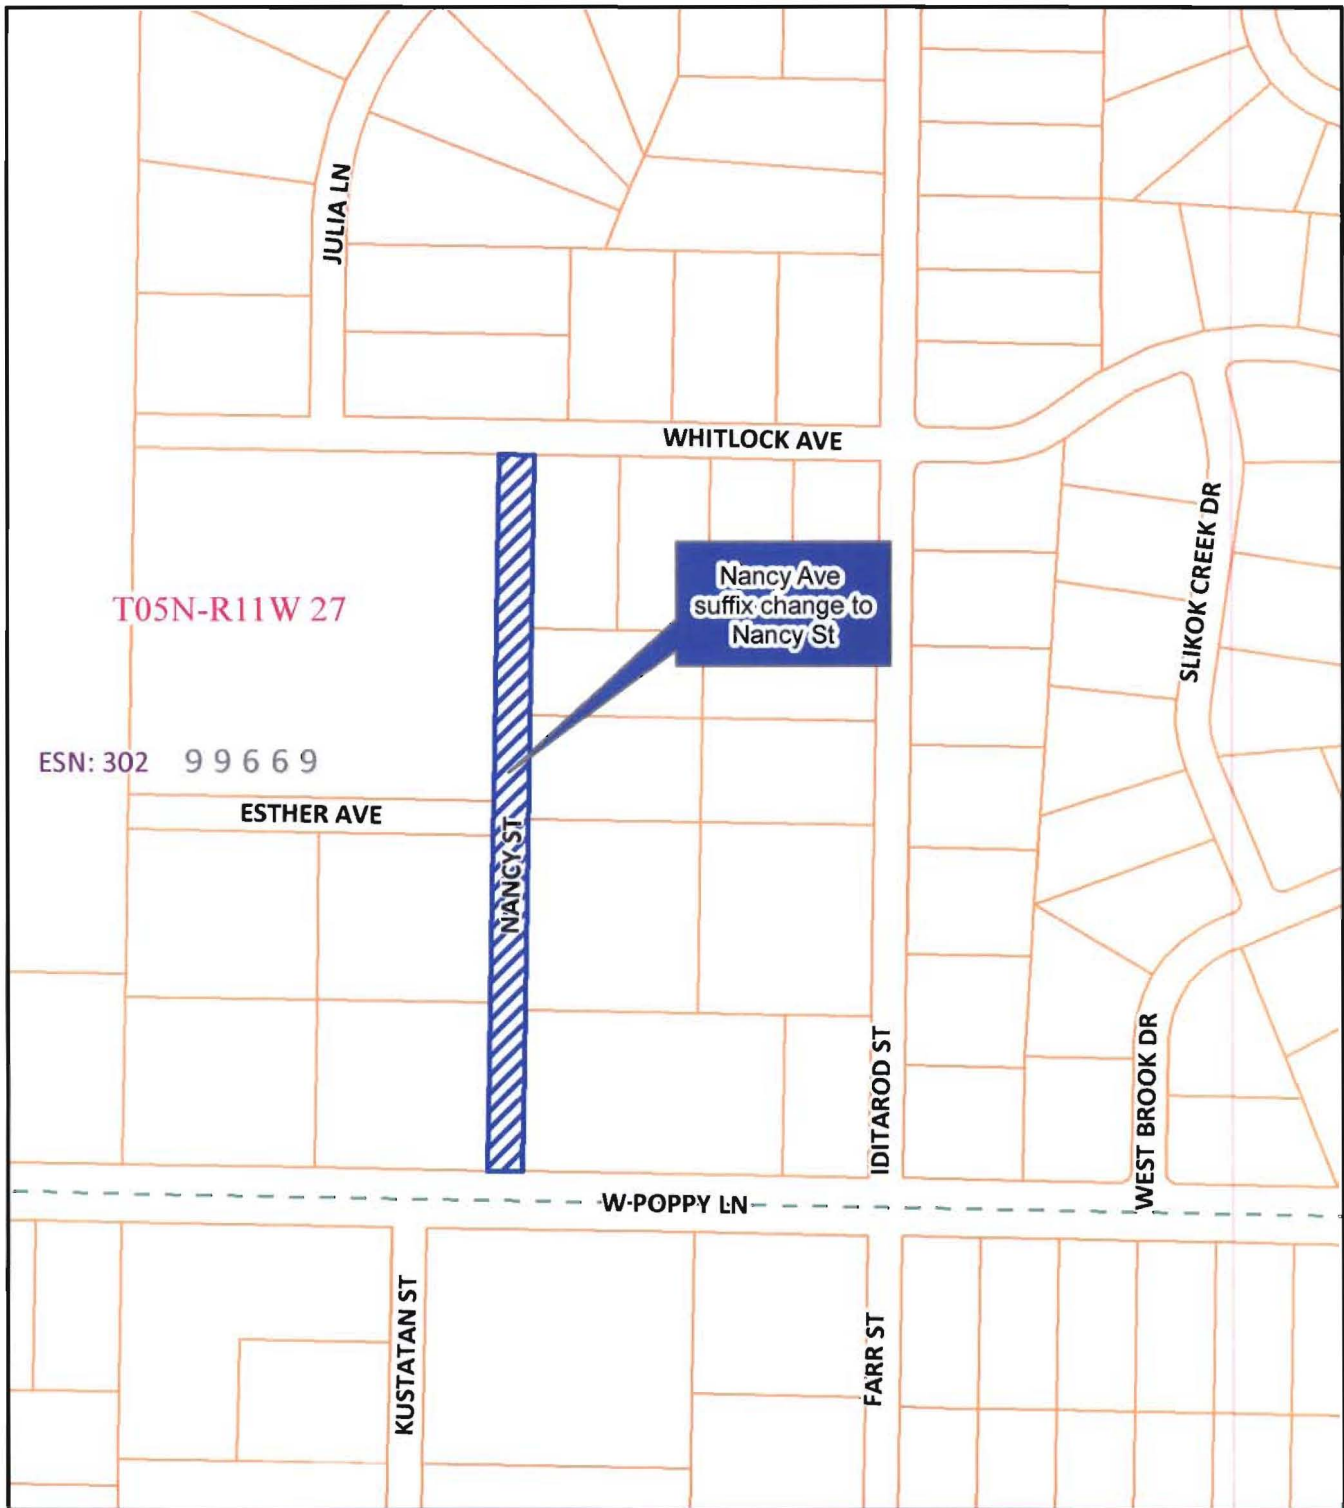 JULIA LN
WHITLOCK AVE
SLIKOK CREEK DR
Nancy Ave
suffix change to
Nancy St
T05N-R11W 27
ESN: 302
99669
ESTHER AVE
NANCY ST
IDITAROD ST
WEST BROOK DR
W POPPY LN
KUSTATAN ST
FARR ST